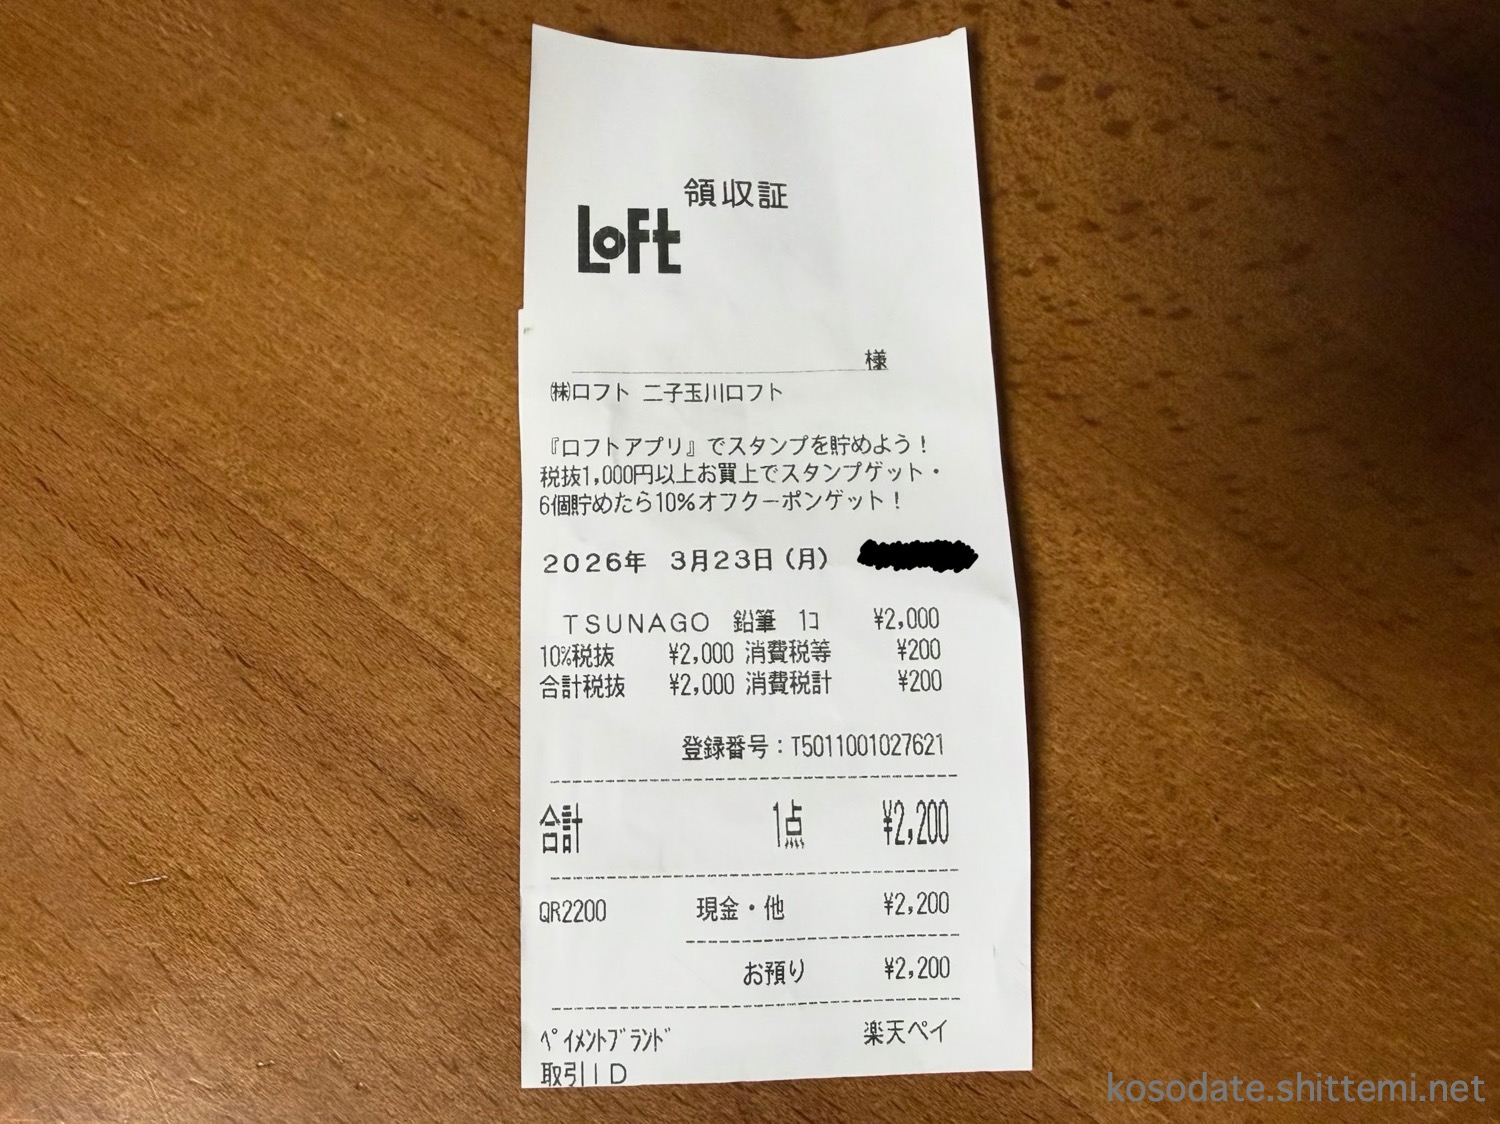 領収証
LoFt
様
㈱ロフト 二子玉川ロフト
『ロフトアプリ』でスタンプを貯めよう！
税抜1,000円以上お買上でスタンプゲット・
6個貯めたら10%オフクーポンゲット！
2026年 3月23日(月)
TSUNAGO 鉛筆 1コ ¥2,000
10%税抜 ¥2,000 消費税等 ¥200
合計税抜 ¥2,000 消費税計 ¥200
登録番号：T5011001027621
合計 1点 ¥2,200
QR2200 現金・他 ¥2,200
お預り ¥2,200
ﾍﾟｲﾒﾝﾄﾌﾞﾗﾝﾄﾞ 楽天ペイ
取引ID
kosodate.shittemi.net